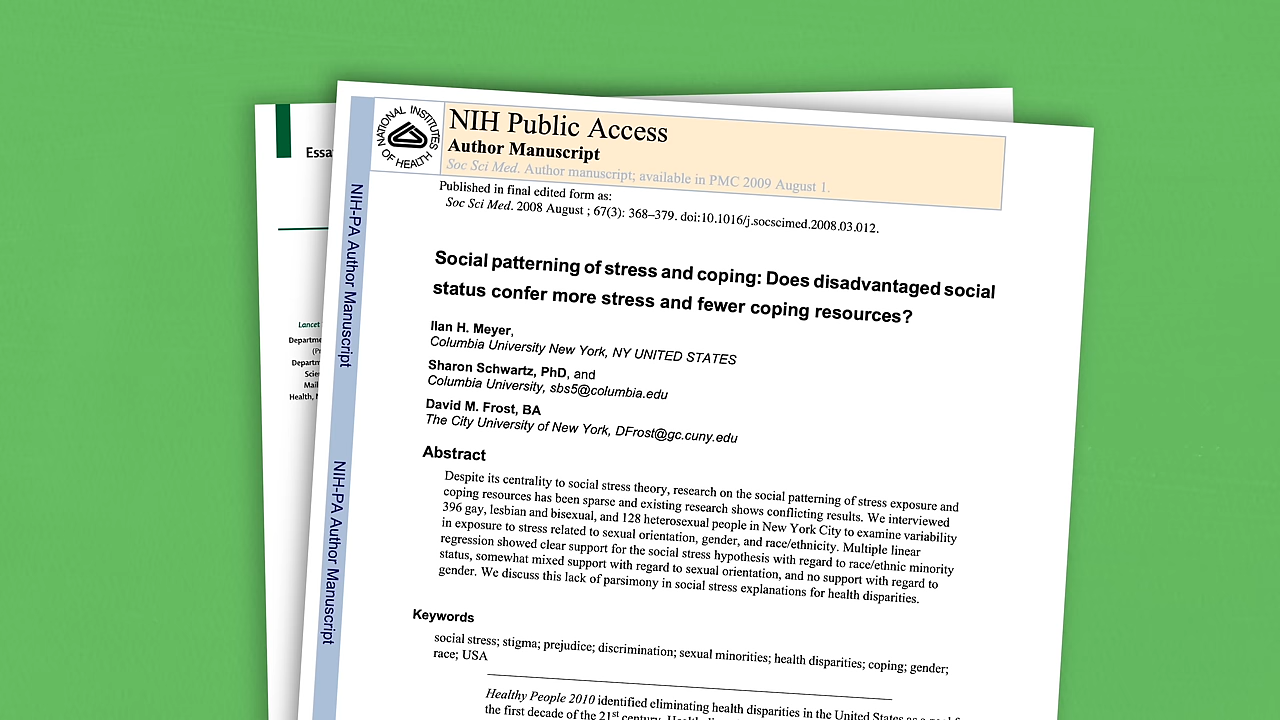 NATIONAL INSTITUTES OF HEALTH
NIH Public Access
Author Manuscript
Soc Sci Med. Author manuscript; available in PMC 2009 August 1.
Published in final edited form as:
Soc Sci Med. 2008 August ; 67(3): 368–379. doi:10.1016/j.socscimed.2008.03.012.
Social patterning of stress and coping: Does disadvantaged social
status confer more stress and fewer coping resources?
Ilan H. Meyer,
Columbia University New York, NY UNITED STATES
Sharon Schwartz, PhD, and
Columbia University, sbs5@columbia.edu
David M. Frost, BA
The City University of New York, DFrost@gc.cuny.edu
Abstract
Despite its centrality to social stress theory, research on the social patterning of stress exposure and
coping resources has been sparse and existing research shows conflicting results. We interviewed
396 gay, lesbian and bisexual, and 128 heterosexual people in New York City to examine variability
in exposure to stress related to sexual orientation, gender, and race/ethnicity. Multiple linear
regression showed clear support for the social stress hypothesis with regard to race/ethnic minority
status, somewhat mixed support with regard to sexual orientation, and no support with regard to
gender. We discuss this lack of parsimony in social stress explanations for health disparities.
Keywords
social stress; stigma; prejudice; discrimination; sexual minorities; health disparities; coping; gender;
race; USA
Healthy People 2010 identified eliminating health disparities in the United States as a
the first decade of the 21st century.
NIH-PA Author Manuscript
NIH-PA Author Manuscript
Lancet
Health,